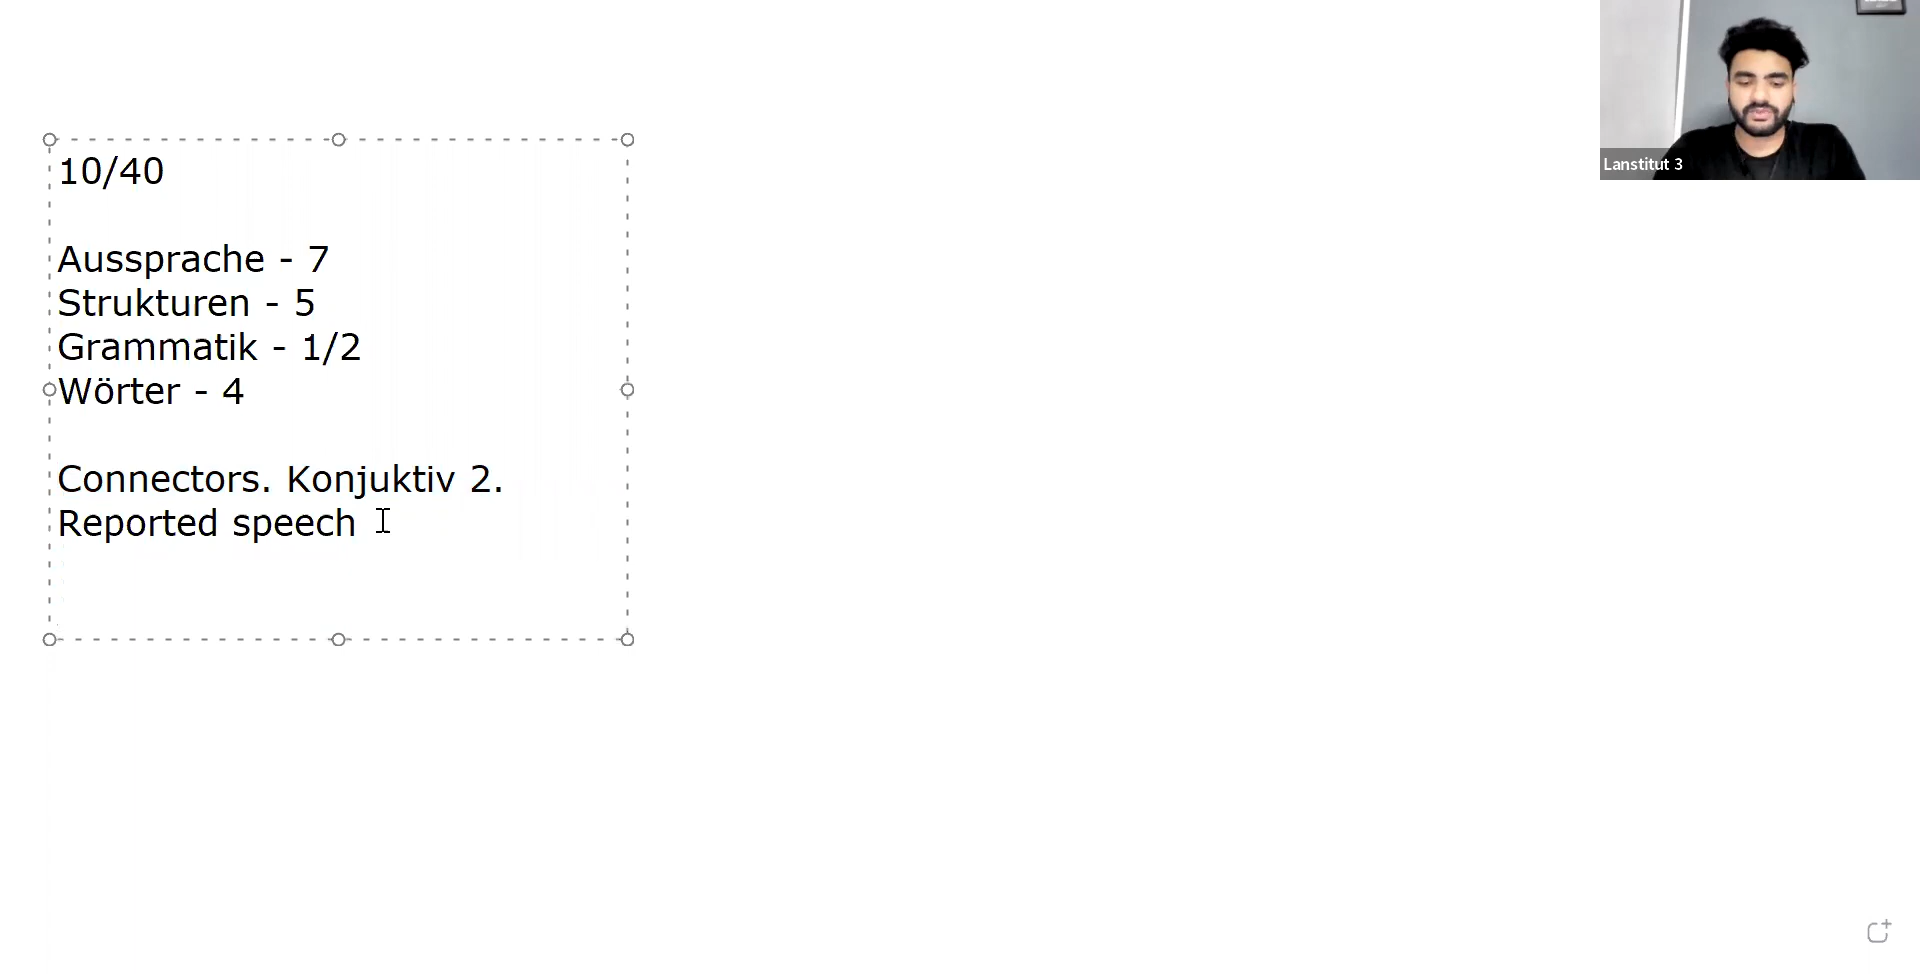 10/40
Aussprache - 7
Strukturen - 5
Grammatik - 1/2
Wörter - 4
Connectors. Konjuktiv 2.
Reported speech
Lanstitut 3